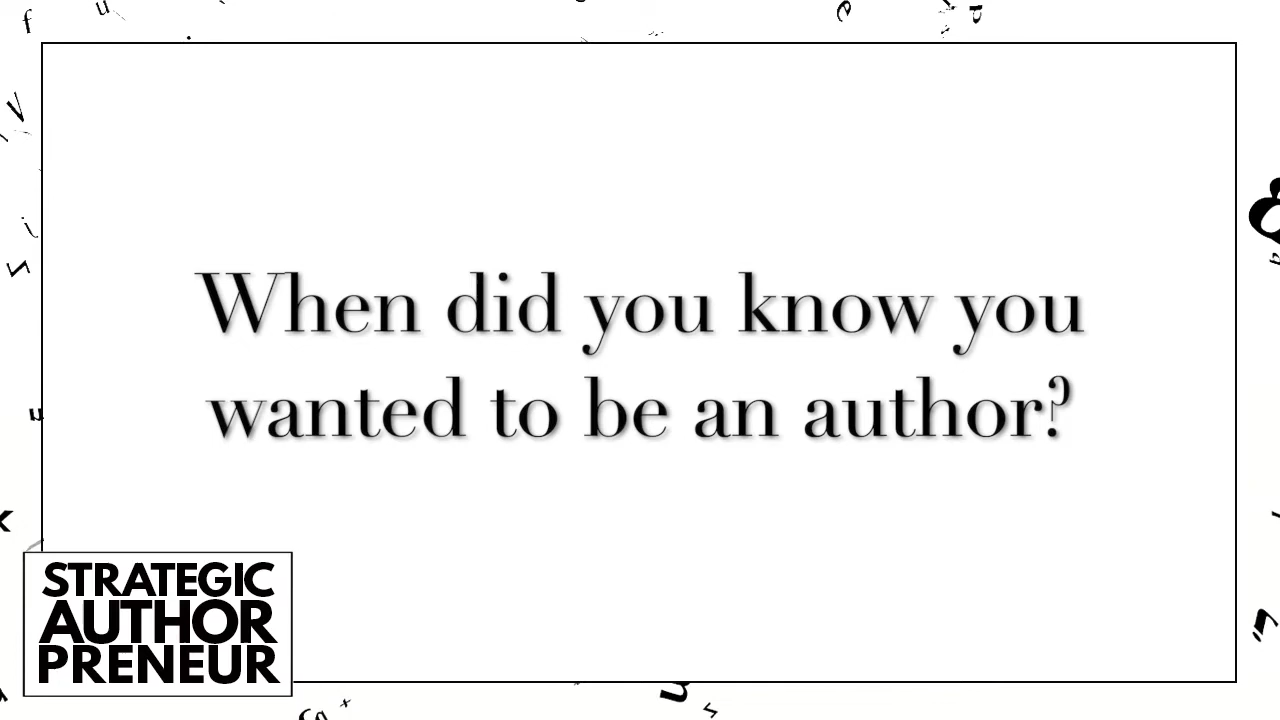 When did you know you
wanted to be an author?
STRATEGIC
AUTHOR
PRENEUR